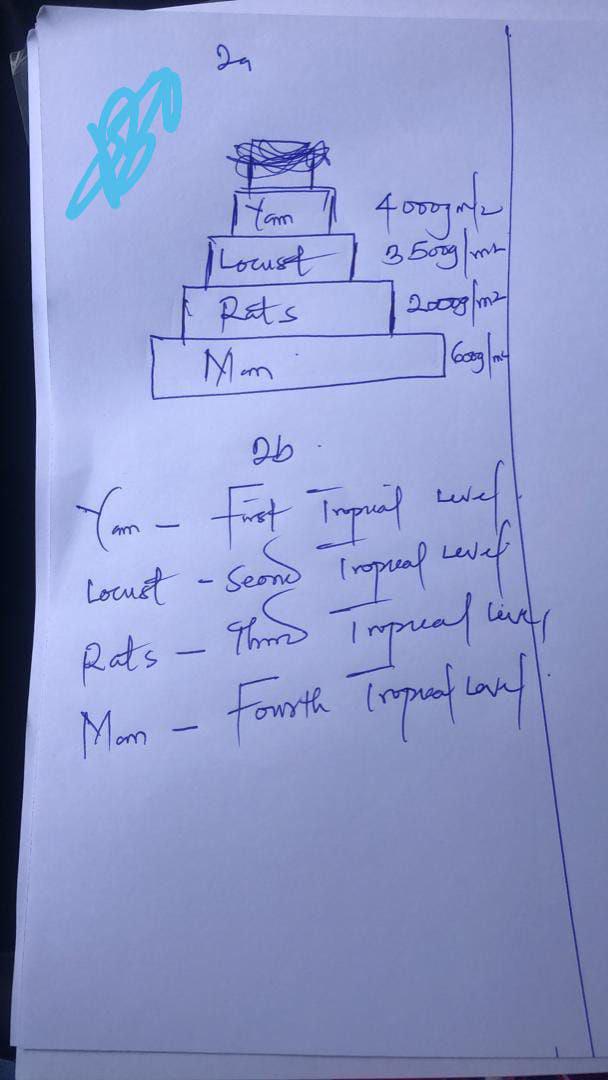 2a
Yam 4000g/m2
Locust 3500g/m2
Rats 2000g/m2
Man 600g/m2
2b.
Yam - First Tropical Level
Locust - Second Tropical Level
Rats - Third Tropical Level
Man - Fourth Tropical Level